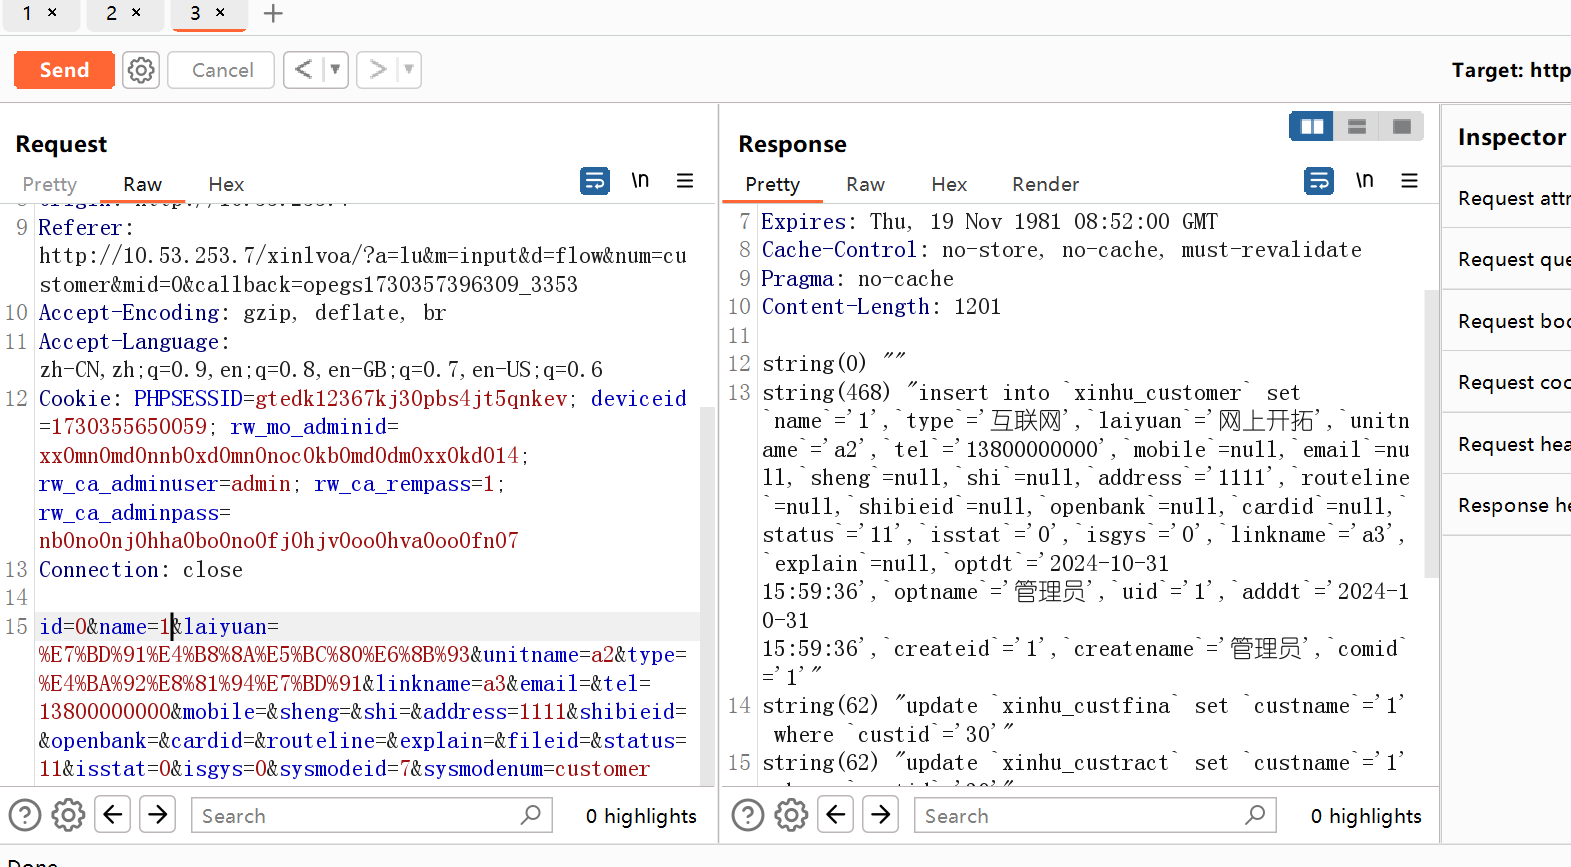 1 × 2 × 3 × +
Send Cancel < ▼ > ▼ Target: http
Request
Pretty Raw Hex \n
9 Referer:
http://10.53.253.7/xinlvoa/?a=lu&m=input&d=flow&num=cu
stomer&mid=0&callback=opegs1730357396309_3353
10 Accept-Encoding: gzip, deflate, br
11 Accept-Language:
zh-CN,zh;q=0.9,en;q=0.8,en-GB;q=0.7,en-US;q=0.6
12 Cookie: PHPSESSID=gtedk12367kj30pbs4jt5qnkev; deviceid
=1730355650059; rw_mo_adminid=
xx0mn0md0nnb0xd0mn0noc0kb0md0dm0xx0kd014;
rw_ca_adminuser=admin; rw_ca_rempass=1;
rw_ca_adminpass=
nb0no0nj0hha0bo0no0fj0hjv0oo0hva0oo0fn07
13 Connection: close
14
15 id=0&name=1&laiyuan=
%E7%BD%91%E4%B8%8A%E5%BC%80%E6%8B%93&unitname=a2&type=
%E4%BA%92%E8%81%94%E7%BD%91&linkname=a3&email=&tel=
13800000000&mobile=&sheng=&shi=&address=1111&shibieid=
&openbank=&cardid=&routeline=&explain=&fileid=&status=
11&isstat=0&isgys=0&sysmodeid=7&sysmodenum=customer
Search 0 highlights
Response
Pretty Raw Hex Render \n
7 Expires: Thu, 19 Nov 1981 08:52:00 GMT
8 Cache-Control: no-store, no-cache, must-revalidate
9 Pragma: no-cache
10 Content-Length: 1201
11
12 string(0) ""
13 string(468) "insert into `xinhu_customer` set
`name`='1',`type`='互联网',`laiyuan`='网上开拓',`unitn
ame`='a2',`tel`='13800000000',`mobile`=null,`email`=nu
ll,`sheng`=null,`shi`=null,`address`='1111',`routeline
`=null,`shibieid`=null,`openbank`=null,`cardid`=null,`
status`='11',`isstat`='0',`isgys`='0',`linkname`='a3',
`explain`=null,`optdt`='2024-10-31
15:59:36',`optname`='管理员',`uid`='1',`adddt`='2024-1
0-31
15:59:36',`createid`='1',`createname`='管理员',`comid`
='1'"
14 string(62) "update `xinhu_custfina` set `custname`='1'
where `custid`='30'"
15 string(62) "update `xinhu_custract` set `custname`='1'
Search 0 highlights
Inspector
Request attr
Request que
Request bod
Request coo
Request hea
Response he
Done